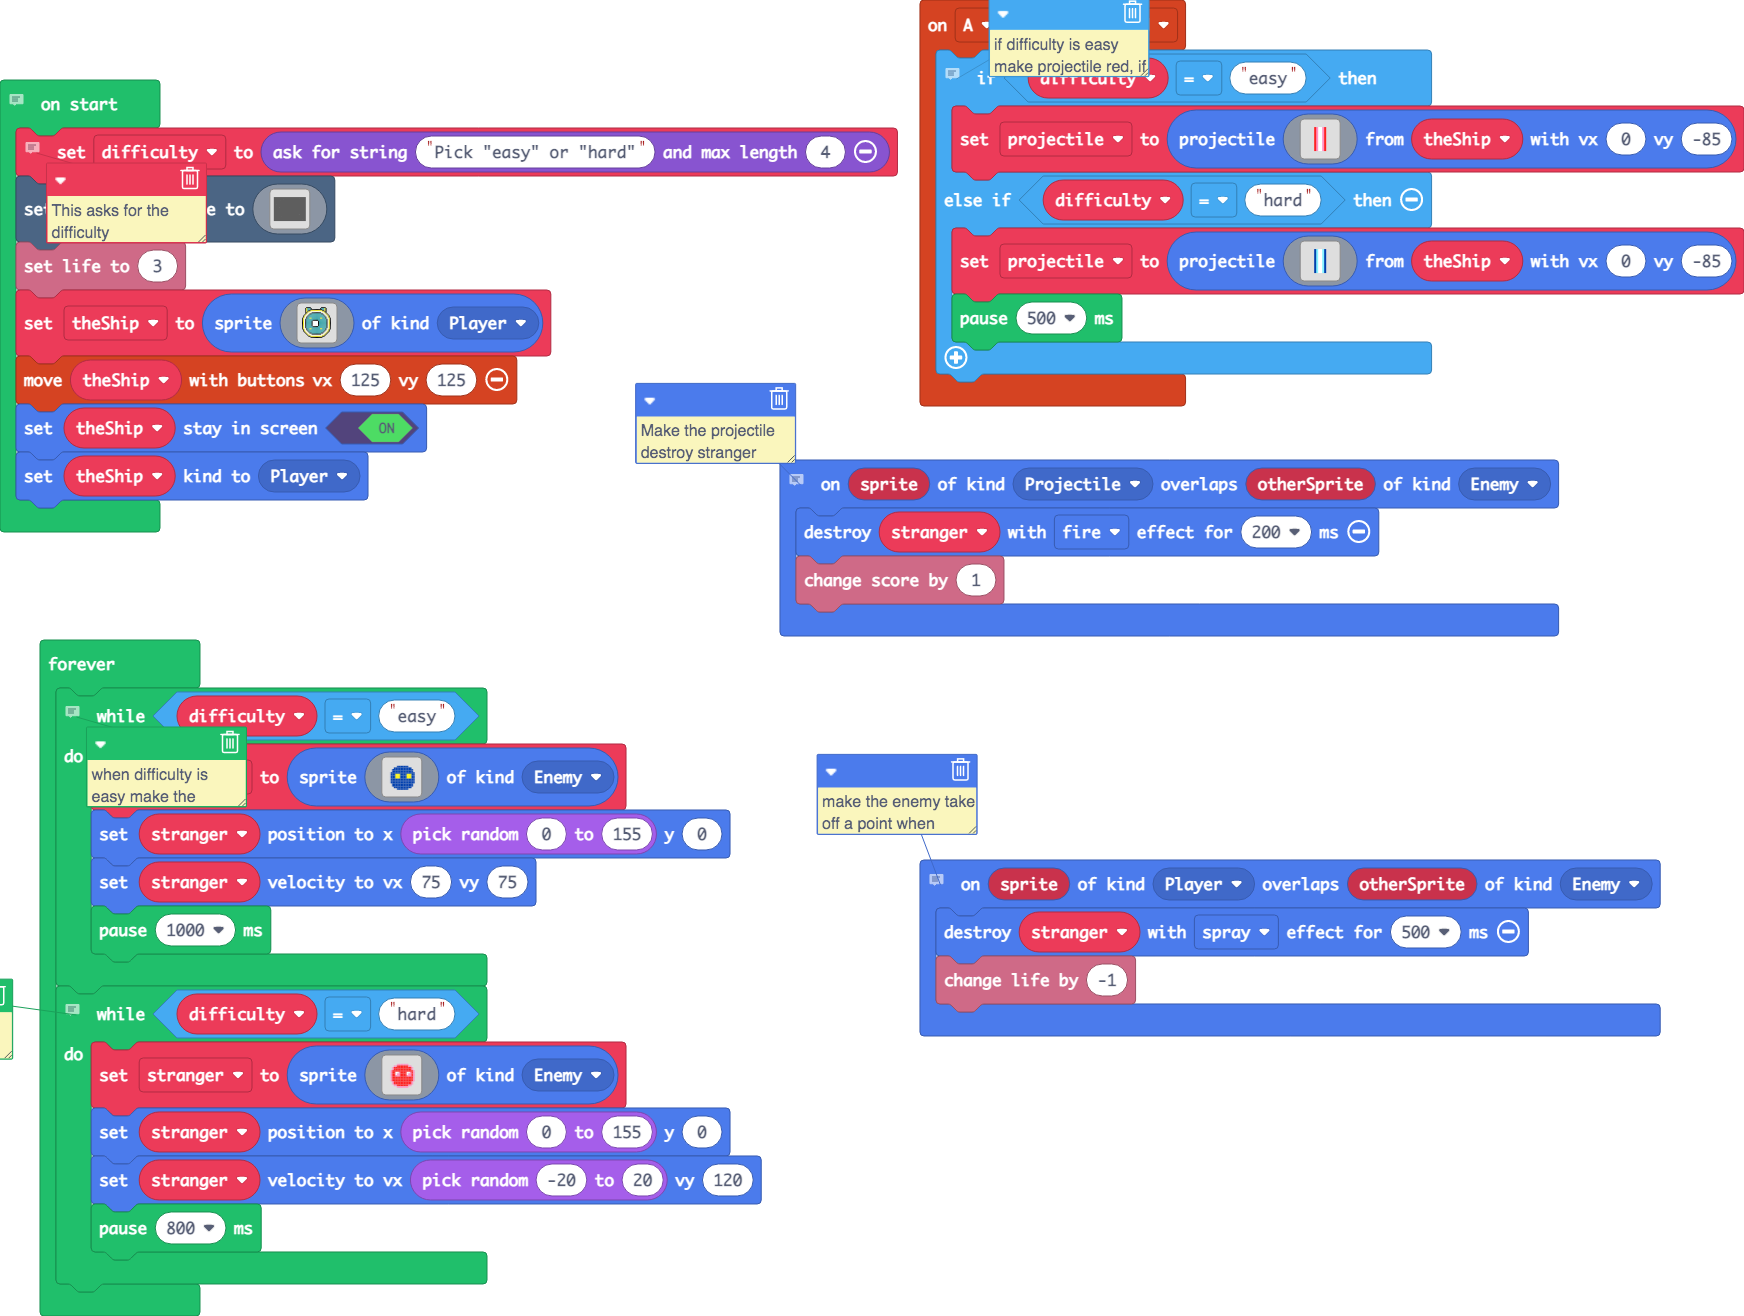 on start
set difficulty to ask for string "Pick "easy" or "hard"" and max length 4
This asks for the
difficulty
e to
set life to 3
set theShip to sprite of kind Player
move theShip with buttons vx 125 vy 125
set theShip stay in screen ON
set theShip kind to Player
on A
if difficulty is easy
make projectile red, if
difficulty = "easy" then
set projectile to projectile from theShip with vx 0 vy -85
else if difficulty = "hard" then
set projectile to projectile from theShip with vx 0 vy -85
pause 500 ms
Make the projectile
destroy stranger
on sprite of kind Projectile overlaps otherSprite of kind Enemy
destroy stranger with fire effect for 200 ms
change score by 1
forever
while difficulty = "easy"
do
when difficulty is
easy make the
to sprite of kind Enemy
set stranger position to x pick random 0 to 155 y 0
set stranger velocity to vx 75 vy 75
pause 1000 ms
while difficulty = "hard"
do
set stranger to sprite of kind Enemy
set stranger position to x pick random 0 to 155 y 0
set stranger velocity to vx pick random -20 to 20 vy 120
pause 800 ms
make the enemy take
off a point when
on sprite of kind Player overlaps otherSprite of kind Enemy
destroy stranger with spray effect for 500 ms
change life by -1